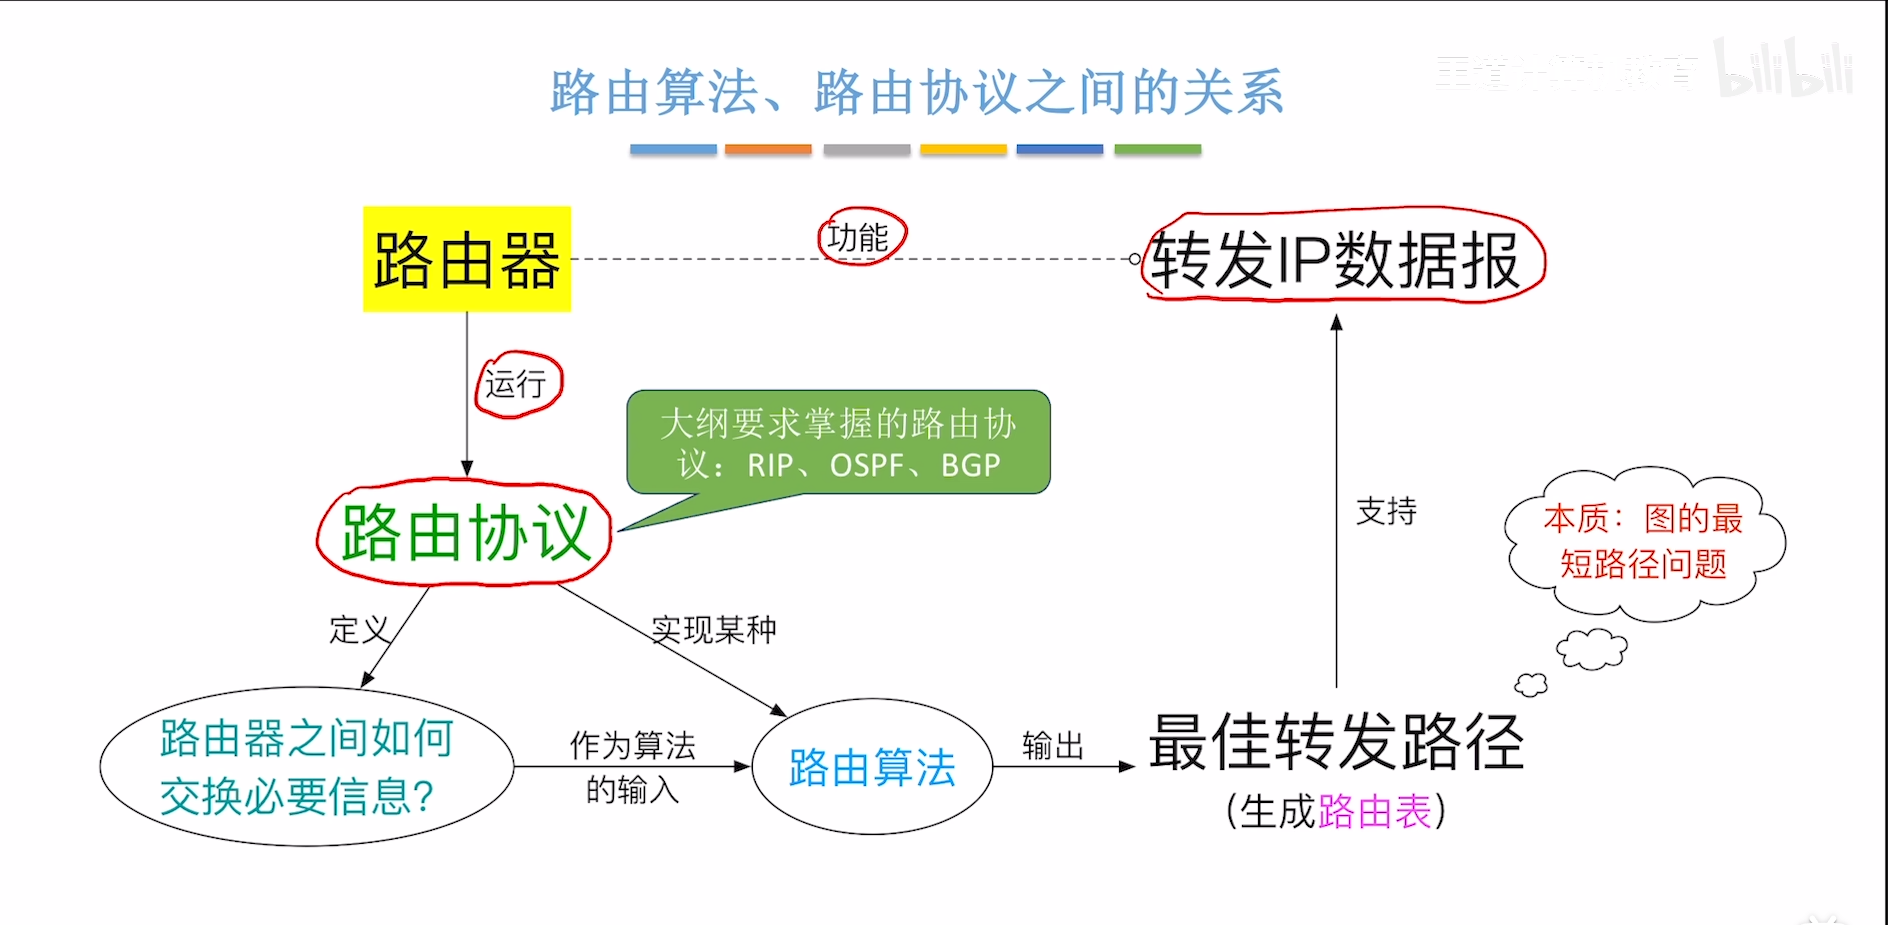 路由算法、路由协议之间的关系
王道计算机教育 bilibili
路由器
功能
转发IP数据报
运行
大纲要求掌握的路由协
议：RIP、OSPF、BGP
路由协议
支持
本质：图的最
短路径问题
定义
实现某种
路由器之间如何
交换必要信息？
作为算法
的输入
路由算法
输出
最佳转发路径
（生成路由表）